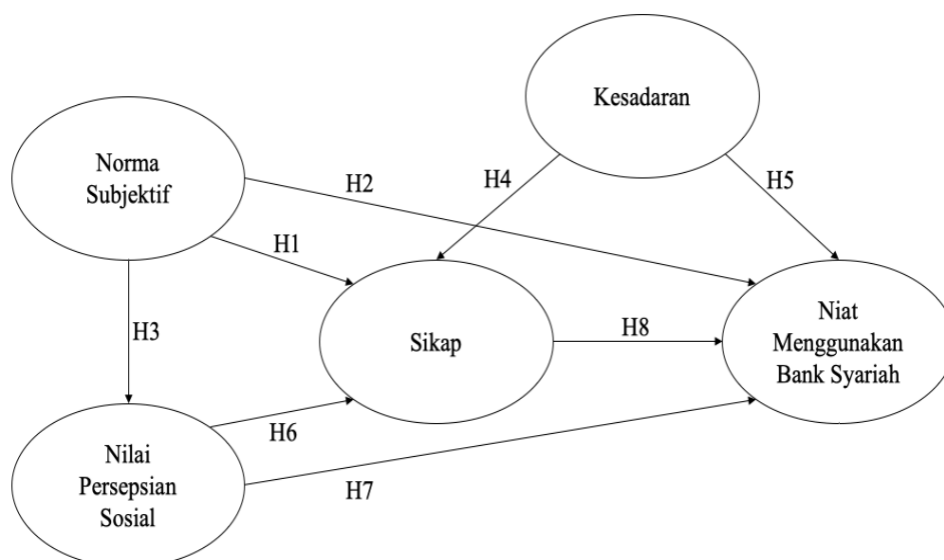 Kesadaran
Norma
Subjektif
H2
H4
H5
H1
H3
Sikap
H8
Niat
Menggunakan
Bank Syariah
H6
Nilai
Persepsian
Sosial
H7